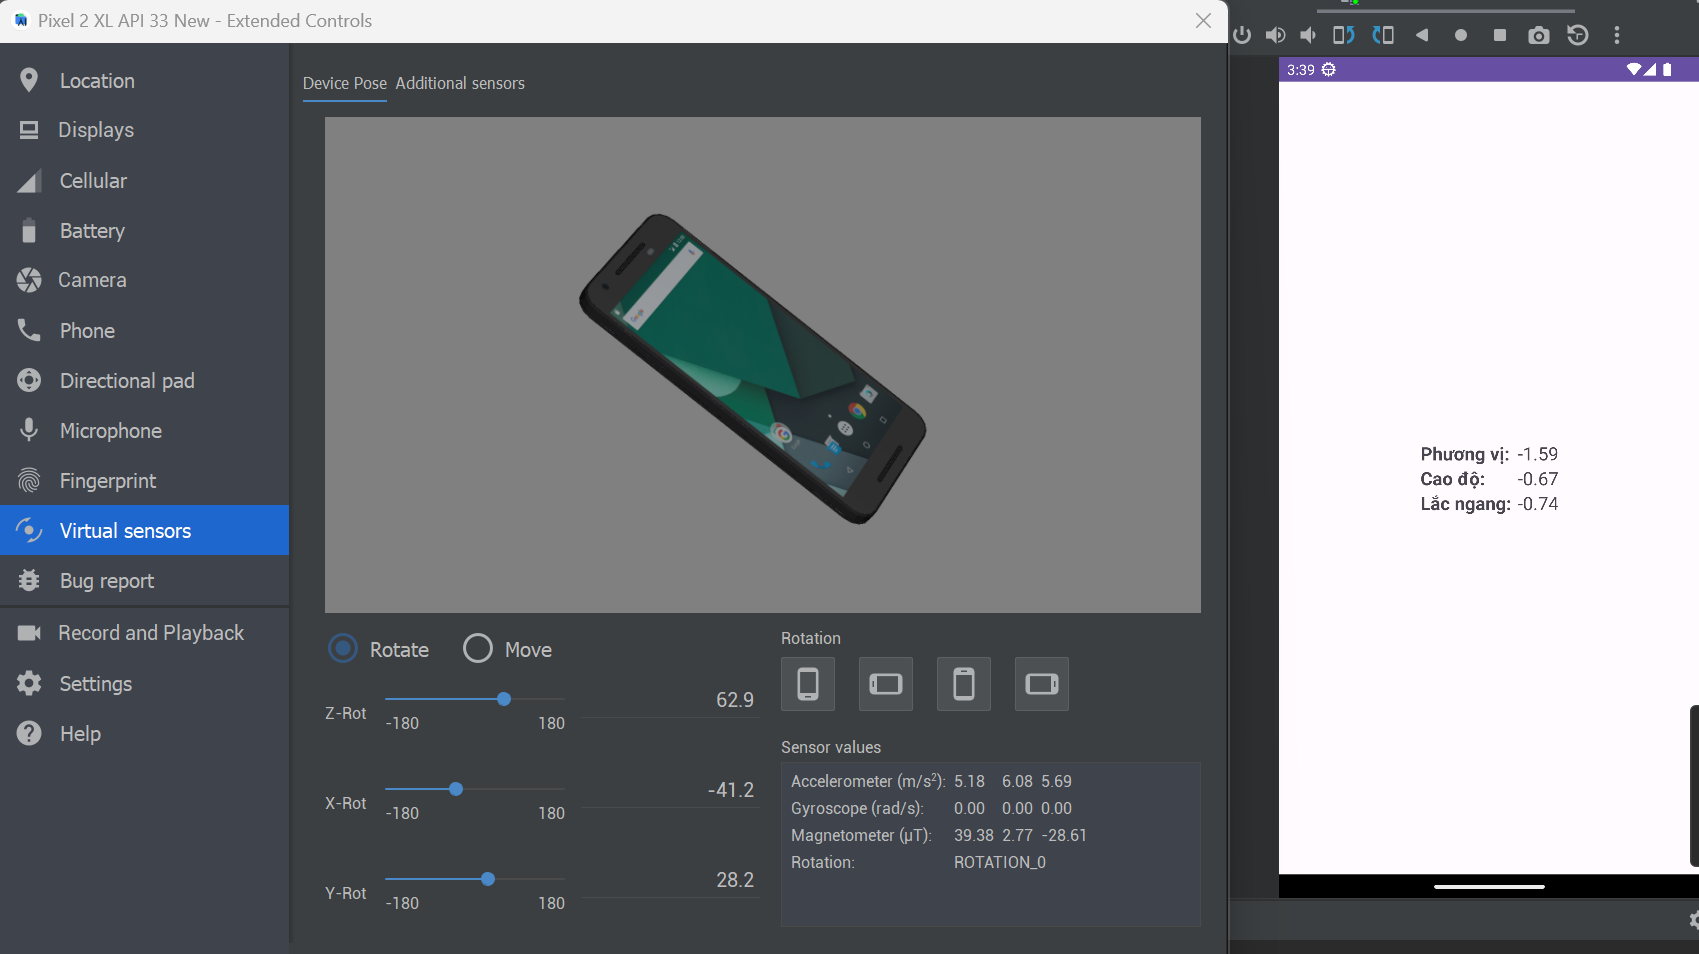 Pixel 2 XL API 33 New - Extended Controls
Location
Displays
Cellular
Battery
Camera
Phone
Directional pad
Microphone
Fingerprint
Virtual sensors
Bug report
Record and Playback
Settings
Help
Device Pose Additional sensors
Google
Rotate Move
Z-Rot -180 180 62.9
X-Rot -180 180 -41.2
Y-Rot -180 180 28.2
Rotation
Sensor values
Accelerometer (m/s²): 5.18 6.08 5.69
Gyroscope (rad/s): 0.00 0.00 0.00
Magnetometer (μT): 39.38 2.77 -28.61
Rotation: ROTATION_0
3:39
Phương vị: -1.59
Cao độ: -0.67
Lắc ngang: -0.74